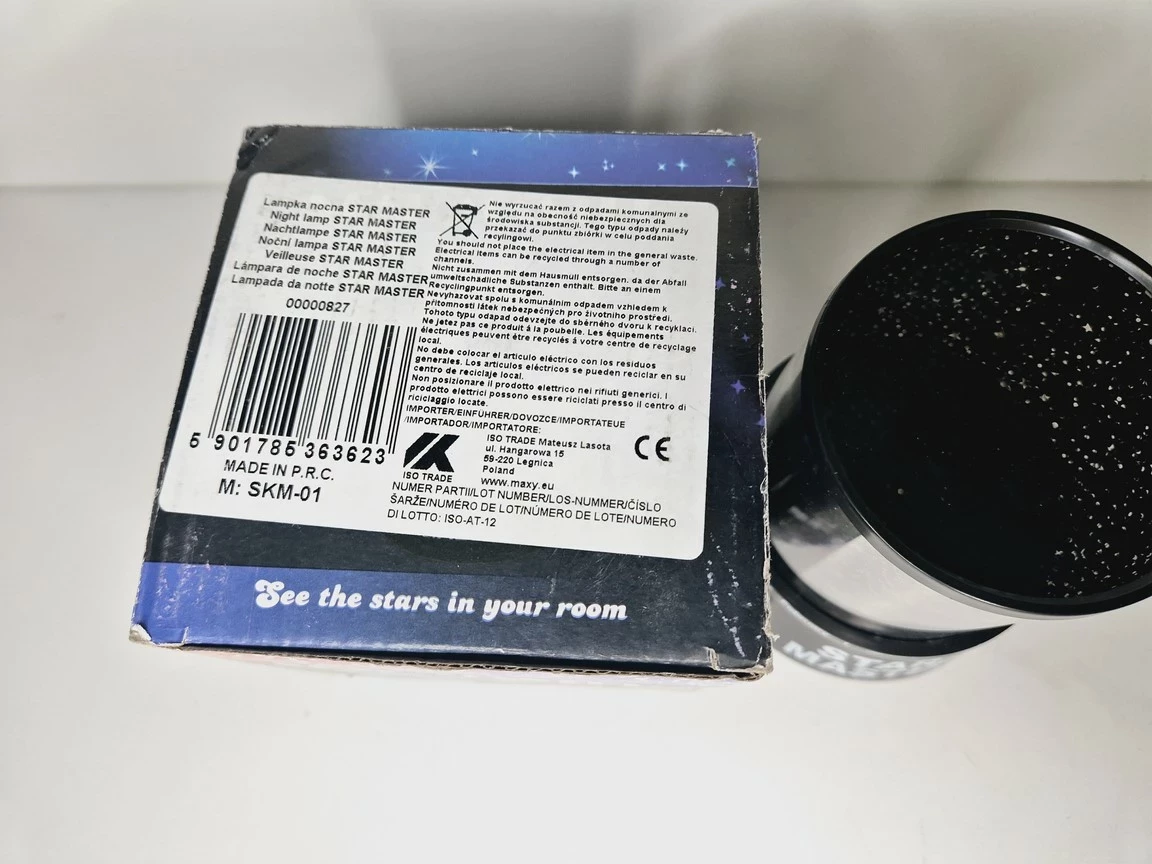 Lampka nocna STAR MASTER
Night lamp STAR MASTER
Nachtlampe STAR MASTER
Noční lampa STAR MASTER
Veilleuse STAR MASTER
Lámpara de noche STAR MASTER
Lampada da notte STAR MASTER
00000827
5 901785 363623
MADE IN P.R.C.
M: SKM-01
Nie wyrzucać razem z odpadami komunalnymi ze
względu na obecność niebezpiecznych dla
środowiska substancji. Tego typu odpady należy
przekazać do punktu zbiórki w celu poddania
recylingowi.
You should not place the electrical item in the general waste.
Electrical items can be recycled through a number of
channels.
Nicht zusammen mit dem Hausmüll entsorgen, da der Abfall
umweltschädliche Substanzen enthält. Bitte an einem
Recyclingpunkt entsorgen.
Nevyhazovat spolu s komunálním odpadem vzhledem k
přítomnosti látek nebezpečných pro životního prostředí.
Tohoto typu odapad odevzejte do sběrného dvoru k recyklaci.
Ne jetez pas ce produit à la poubelle. Les équipements
électriques peuvent être recyclés à votre centre de recyclage
local.
No debe colocar el artículo eléctrico con los residuos
generales. Los artículos eléctricos se pueden reciclar en su
centro de reciclaje local.
Non posizionare il prodotto elettrico nei rifiuti generici. I
prodotto elettrici possono essere riciclati presso il centro di
riciclaggio locate.
IMPORTER/EINFÜHRER/DOVOZCE/IMPORTATEUE
/IMPORTADOR/IMPORTATORE:
ISO TRADE
ISO TRADE Mateusz Lasota
ul. Hangarowa 15
59-220 Legnica
Poland
www.maxy.eu
CE
NUMER PARTII/LOT NUMBER/LOS-NUMMER/ČÍSLO
ŠARŽE/NUMÉRO DE LOT/NÚMERO DE LOTE/NUMERO
DI LOTTO: ISO-AT-12
See the stars in your room
STAR
MASTER